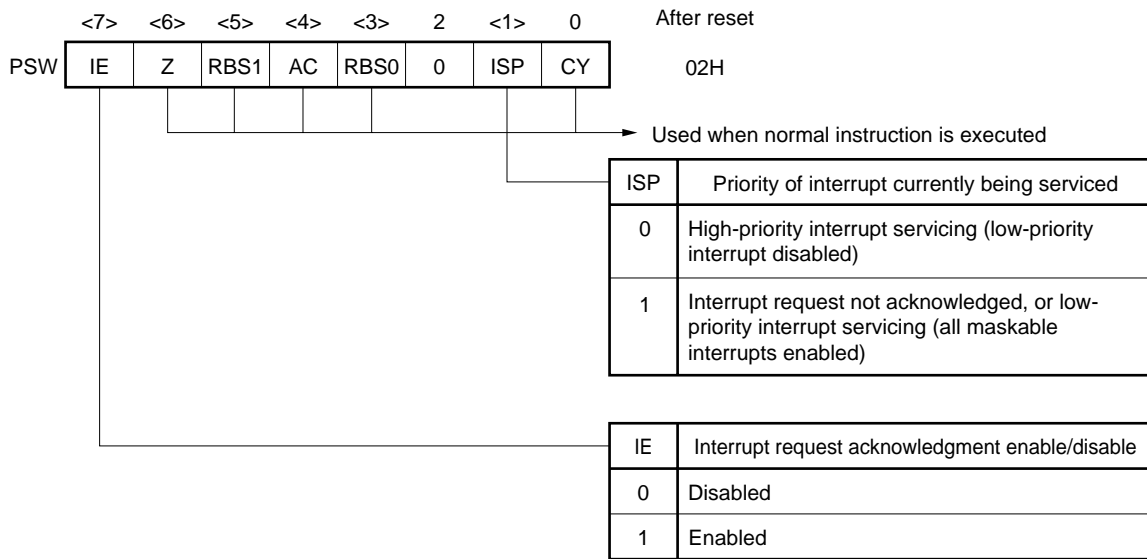 <7> <6> <5> <4> <3> 2 <1> 0 After reset
PSW IE Z RBS1 AC RBS0 0 ISP CY 02H
Used when normal instruction is executed
ISP Priority of interrupt currently being serviced
0 High-priority interrupt servicing (low-priority
interrupt disabled)
1 Interrupt request not acknowledged, or low-
priority interrupt servicing (all maskable
interrupts enabled)
IE Interrupt request acknowledgment enable/disable
0 Disabled
1 Enabled